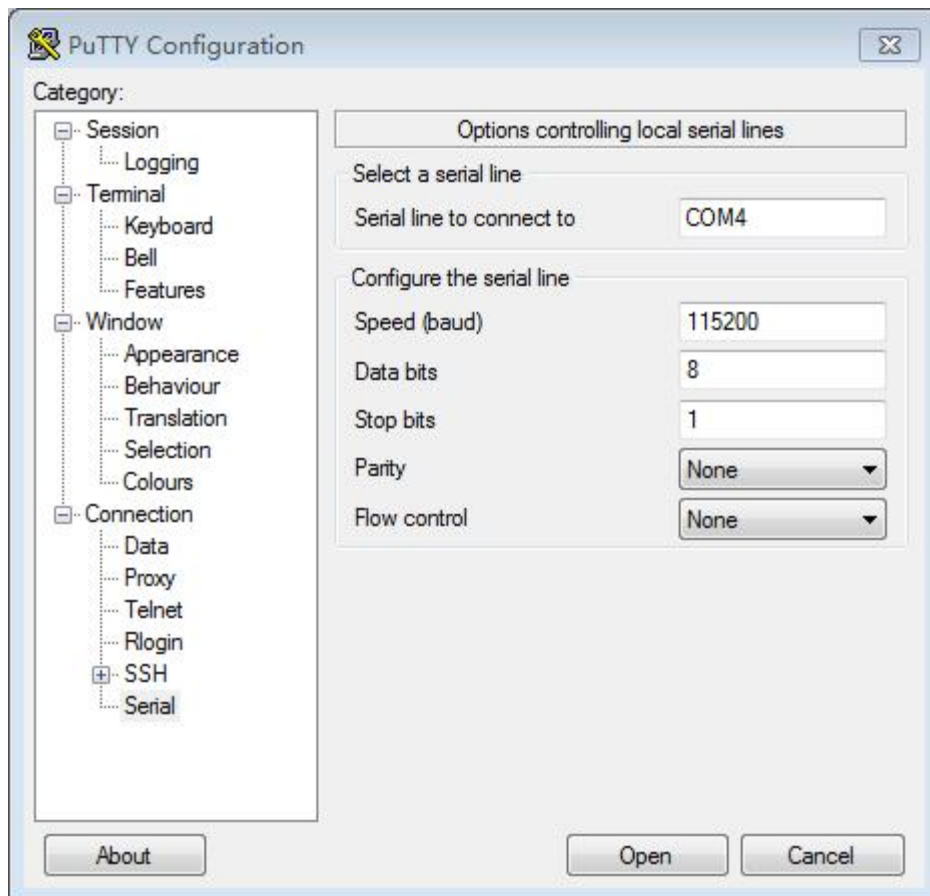 PuTTY Configuration
Category:
Session
Logging
Terminal
Keyboard
Bell
Features
Window
Appearance
Behaviour
Translation
Selection
Colours
Connection
Data
Proxy
Telnet
Rlogin
SSH
Serial
Options controlling local serial lines
Select a serial line
Serial line to connect to COM4
Configure the serial line
Speed (baud) 115200
Data bits 8
Stop bits 1
Parity None
Flow control None
About Open Cancel